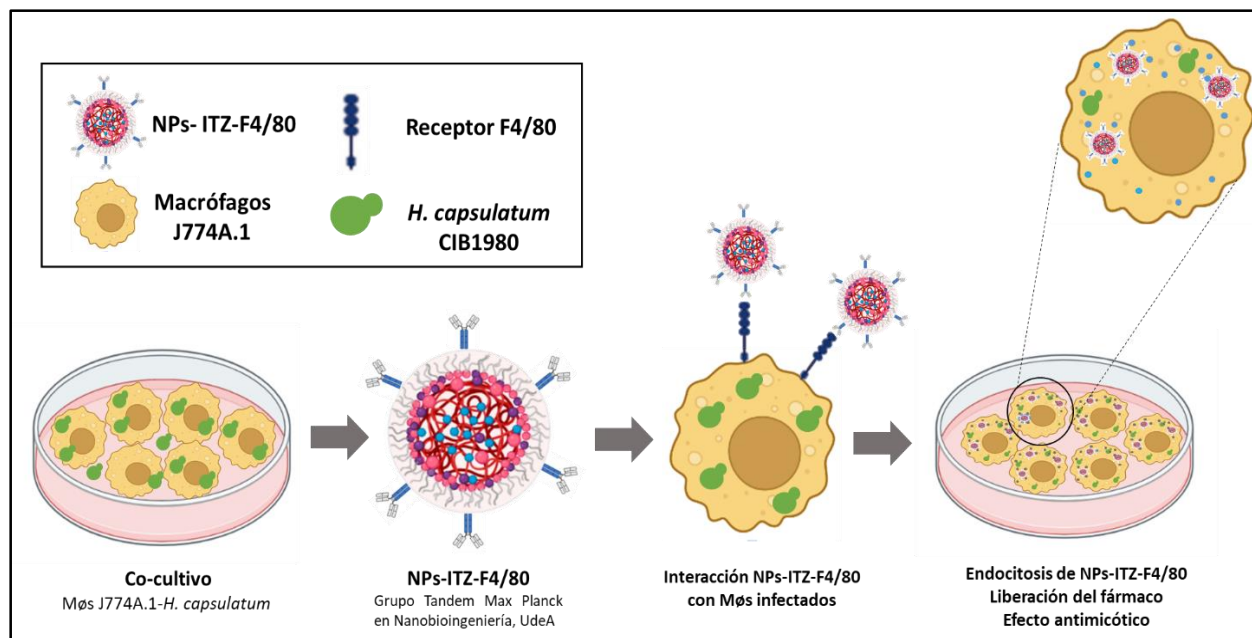 NPs- ITZ-F4/80
Receptor F4/80
Macrófagos
J774A.1
H. capsulatum
CIB1980
Co-cultivo
Møs J774A.1-H. capsulatum
NPs-ITZ-F4/80
Grupo Tandem Max Planck
en Nanobioingeniería, UdeA
Interacción NPs-ITZ-F4/80
con Møs infectados
Endocitosis de NPs-ITZ-F4/80
Liberación del fármaco
Efecto antimicótico